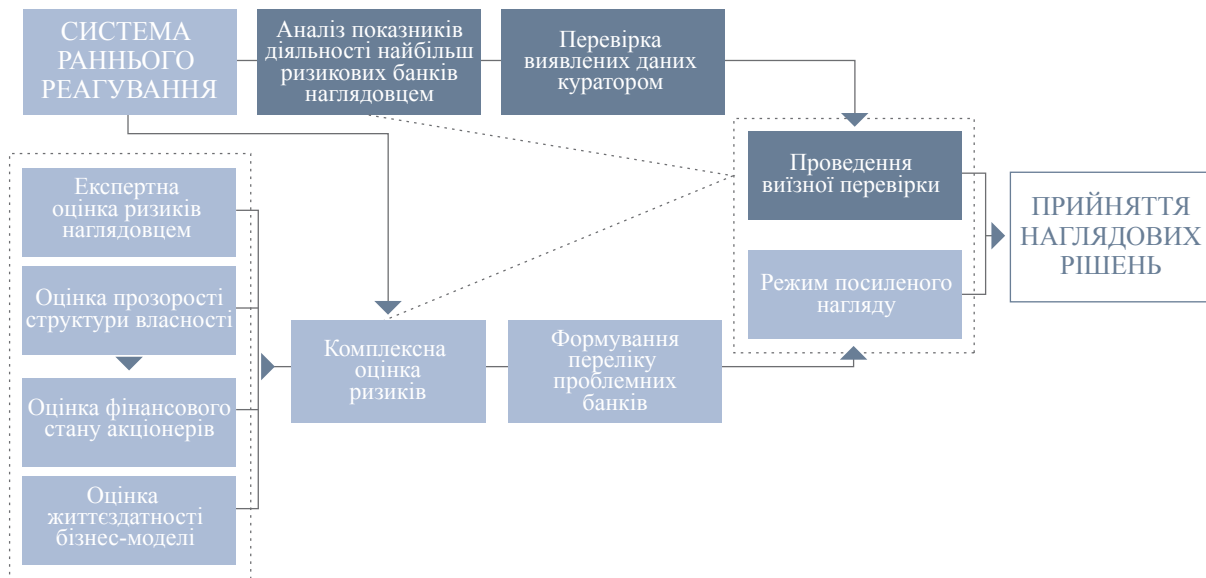 СИСТЕМА
РАННЬОГО
РЕАГУВАННЯ
Аналіз показників
діяльності найбільш
ризикових банків
наглядовцем
Перевірка
виявлених даних
куратором
Проведення
виїзної перевірки
Експертна
оцінка ризиків
наглядовцем
ПРИЙНЯТТЯ
НАГЛЯДОВИХ
РІШЕНЬ
Режим посиленого
нагляду
Оцінка прозорості
структури власності
Комплексна
оцінка
ризиків
Формування
переліку
проблемних
банків
Оцінка фінансового
стану акціонерів
Оцінка
життєздатності
бізнес-моделі